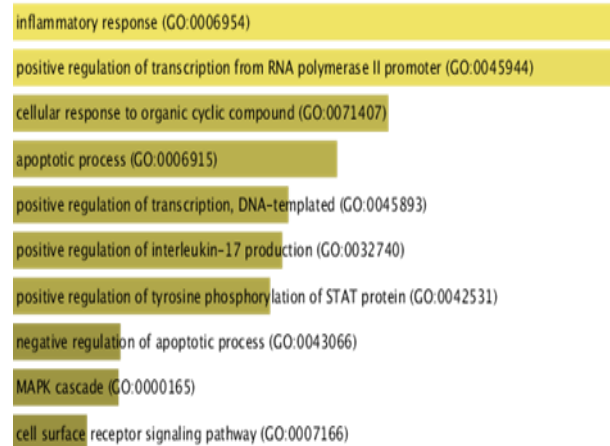 inflammatory response (GO:0006954)
positive regulation of transcription from RNA polymerase II promoter (GO:0045944)
cellular response to organic cyclic compound (GO:0071407)
apoptotic process (GO:0006915)
positive regulation of transcription, DNA-templated (GO:0045893)
positive regulation of interleukin-17 production (GO:0032740)
positive regulation of tyrosine phosphorylation of STAT protein (GO:0042531)
negative regulation of apoptotic process (GO:0043066)
MAPK cascade (GO:0000165)
cell surface receptor signaling pathway (GO:0007166)